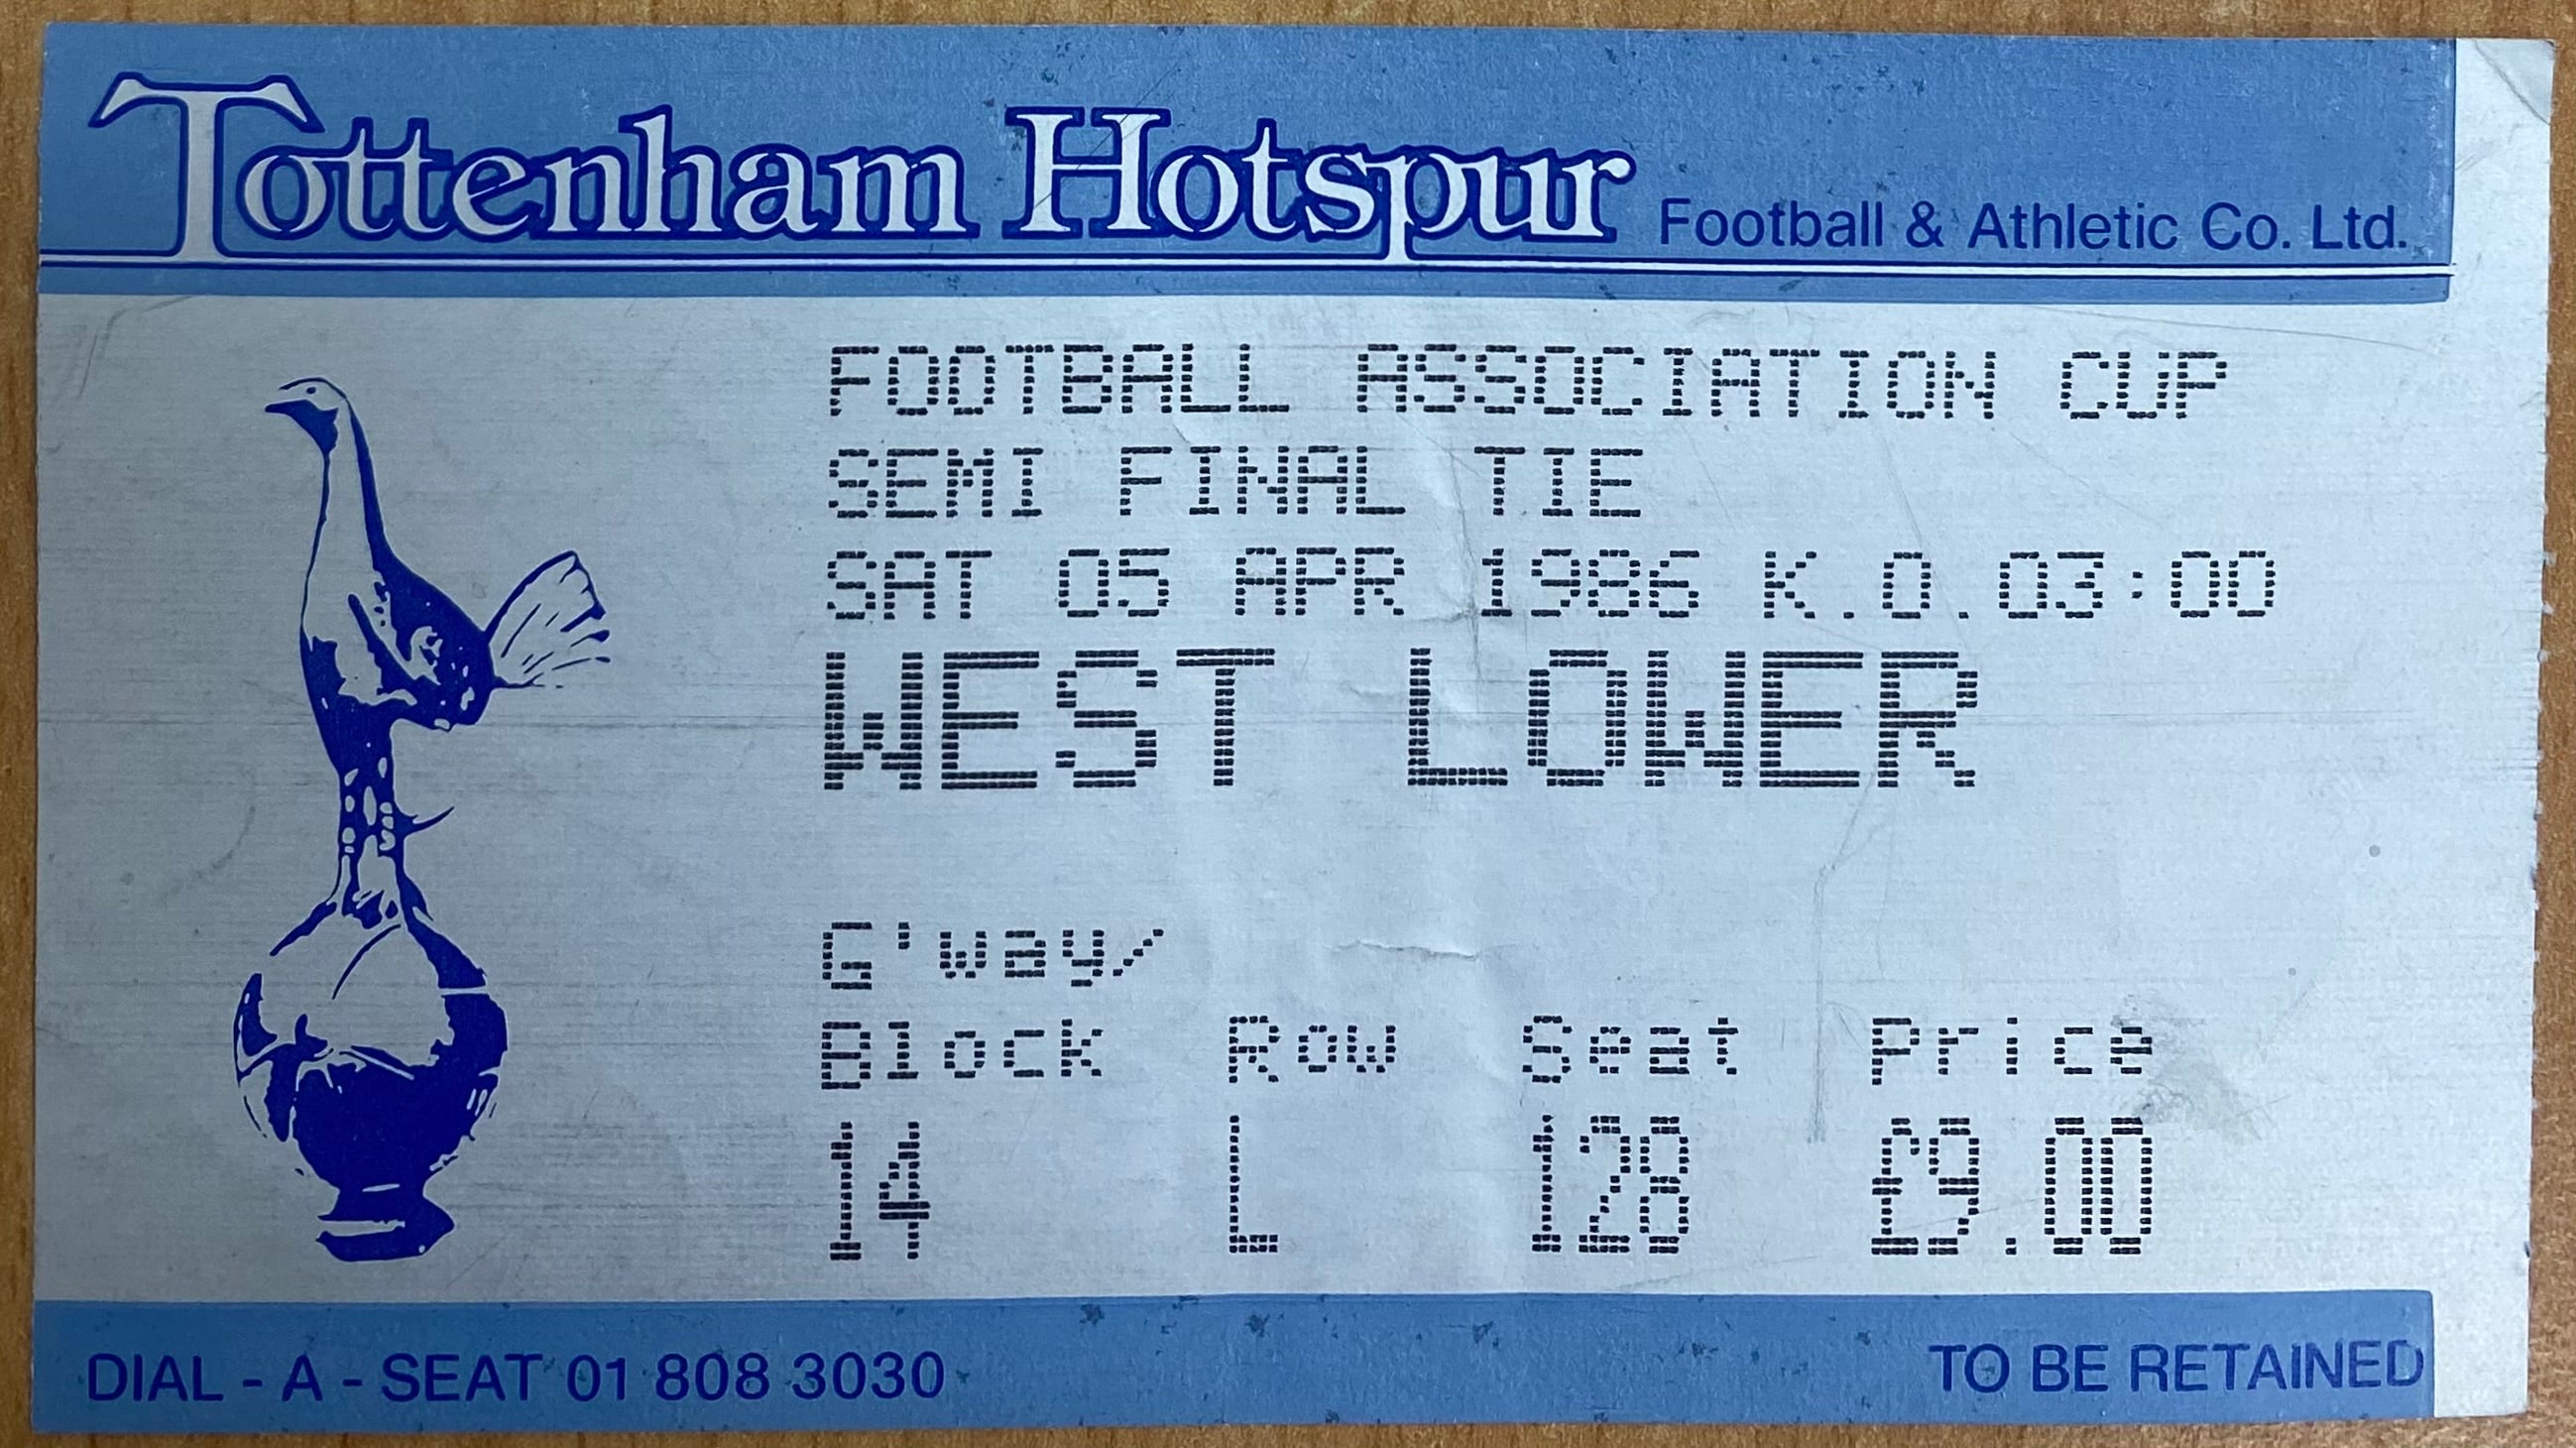 Tottenham Hotspur Football & Athletic Co. Ltd.
FOOTBALL ASSOCIATION CUP
SEMI FINAL TIE
SAT 05 APR 1986 K.O.03:00
WEST LOWER
G'way/
Block Row Seat Price
14 L 128 £9.00
DIAL - A - SEAT 01 808 3030 TO BE RETAINED